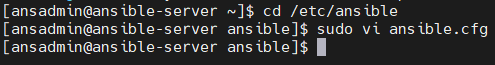 [ansadmin@ansible-server ~]$ cd /etc/ansible
[ansadmin@ansible-server ansible]$ sudo vi ansible.cfg
[ansadmin@ansible-server ansible]$